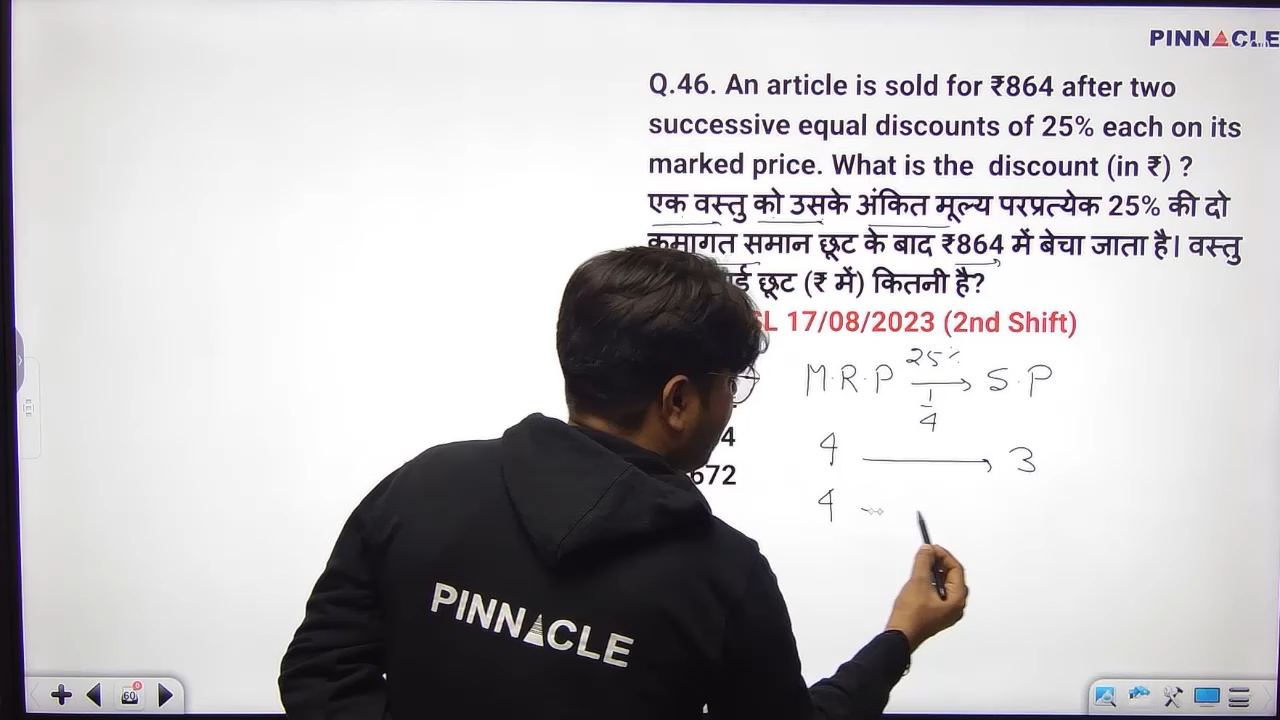 PINNACLE
Q.46. An article is sold for ₹864 after two
successive equal discounts of 25% each on its
marked price. What is the discount (in ₹) ?
एक वस्तु को उसके अंकित मूल्य परप्रत्येक 25% की दो
क्रमागत समान छूट के बाद ₹864 में बेचा जाता है। वस्तु
छूट (₹ में) कितनी है?
17/08/2023 (2nd Shift)
M.R.P 25% S.P
1
4
4 3
672
4
PINNACLE
60